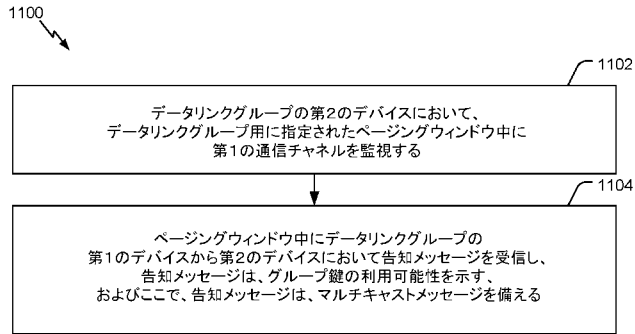 1100
1102
データリンクグループの第2のデバイスにおいて、
データリンクグループ用に指定されたページングウィンドウ中に
第1の通信チャネルを監視する
1104
ページングウィンドウ中にデータリンクグループの
第1のデバイスから第2のデバイスにおいて告知メッセージを受信し、
告知メッセージは、グループ鍵の利用可能性を示す、
およびここで、告知メッセージは、マルチキャストメッセージを備える